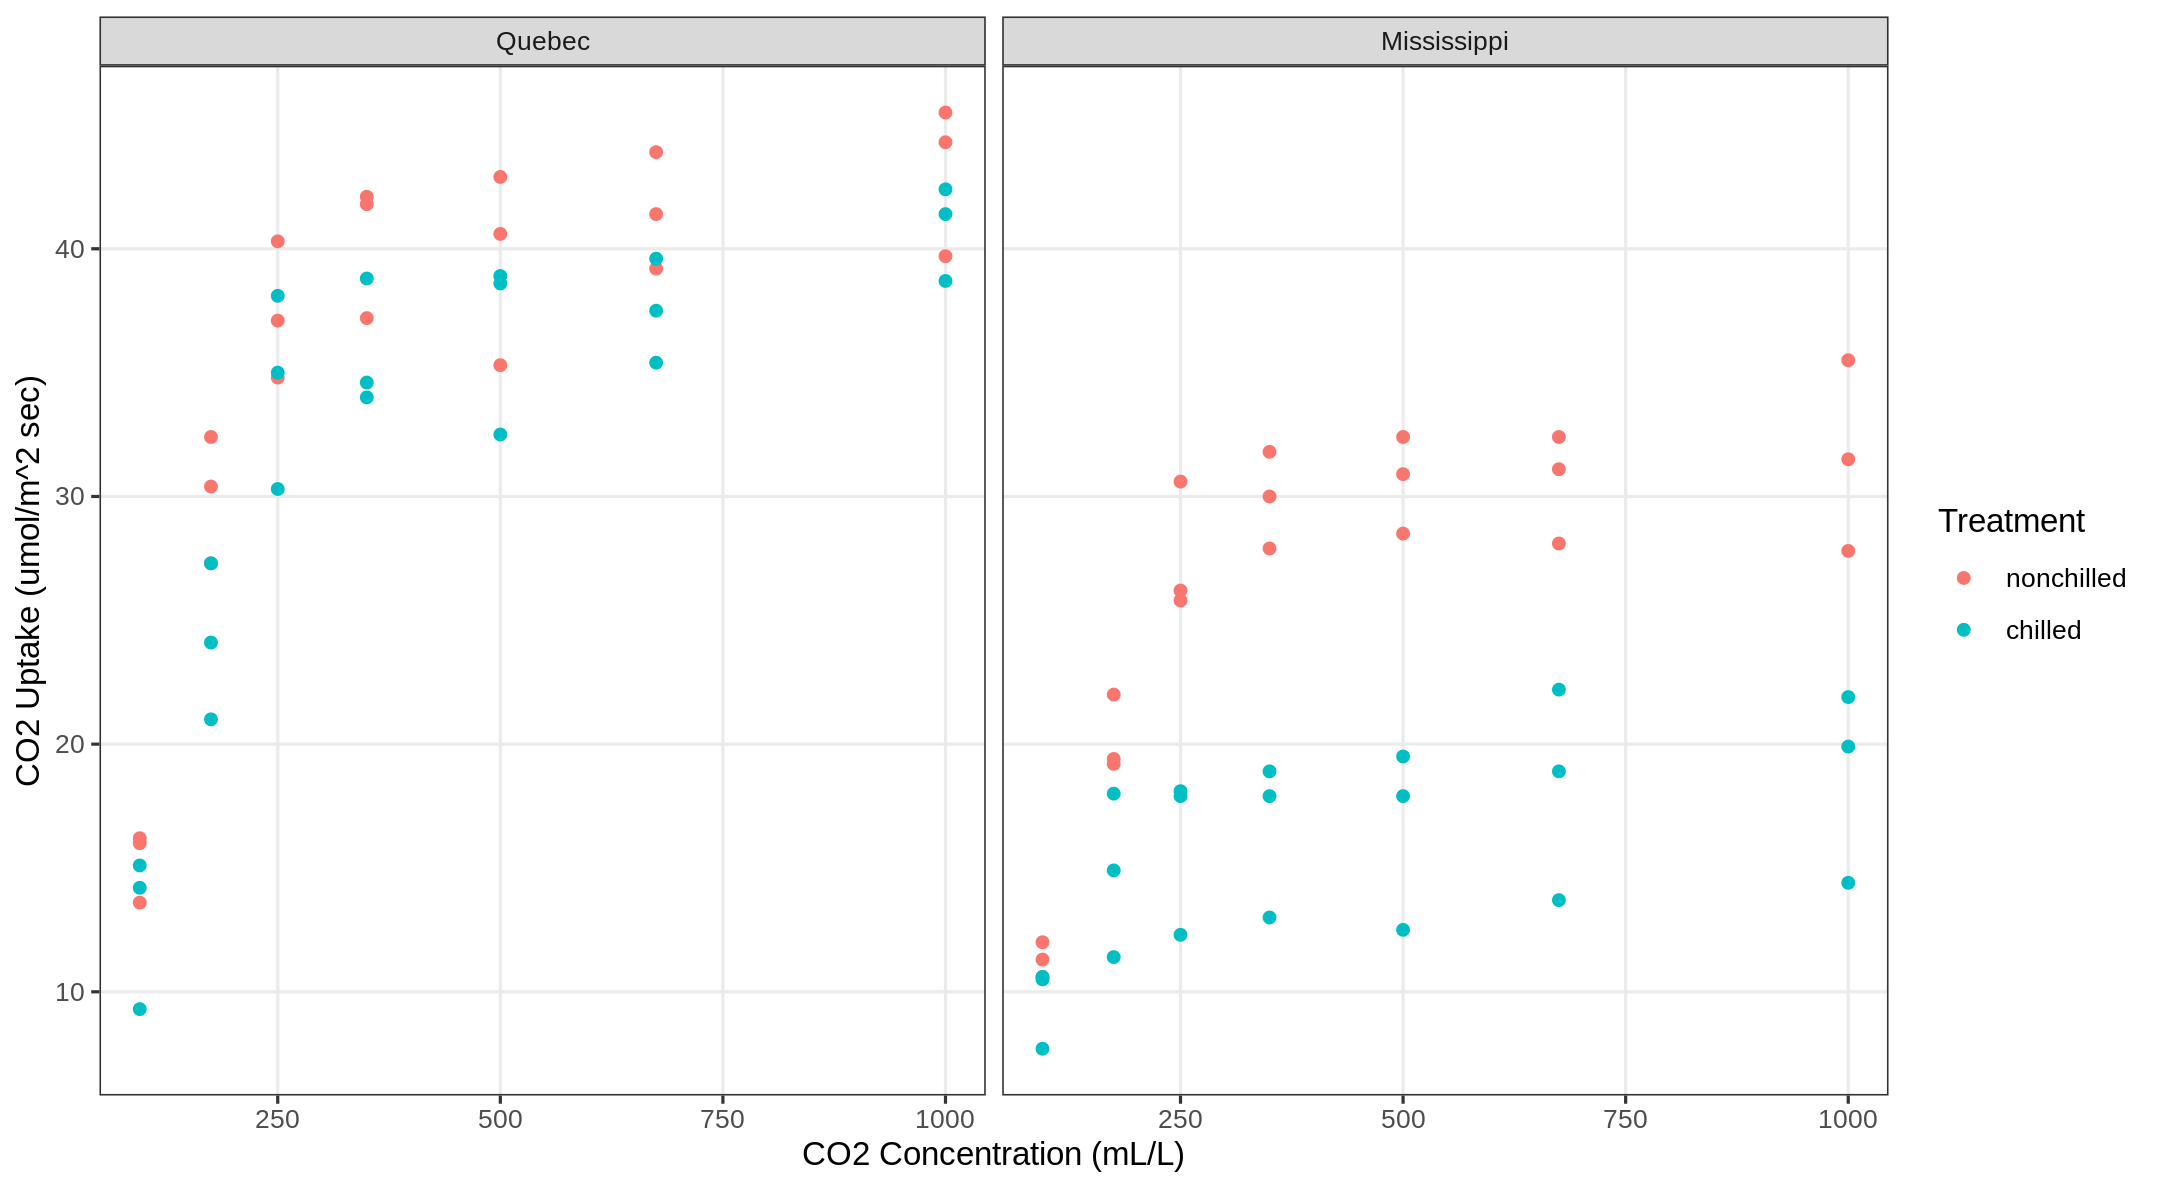 Quebec
Mississippi
40
30
20
10
CO2 Uptake (umol/m^2 sec)
250
500
750
1000
250
500
750
1000
CO2 Concentration (mL/L)
Treatment
nonchilled
chilled